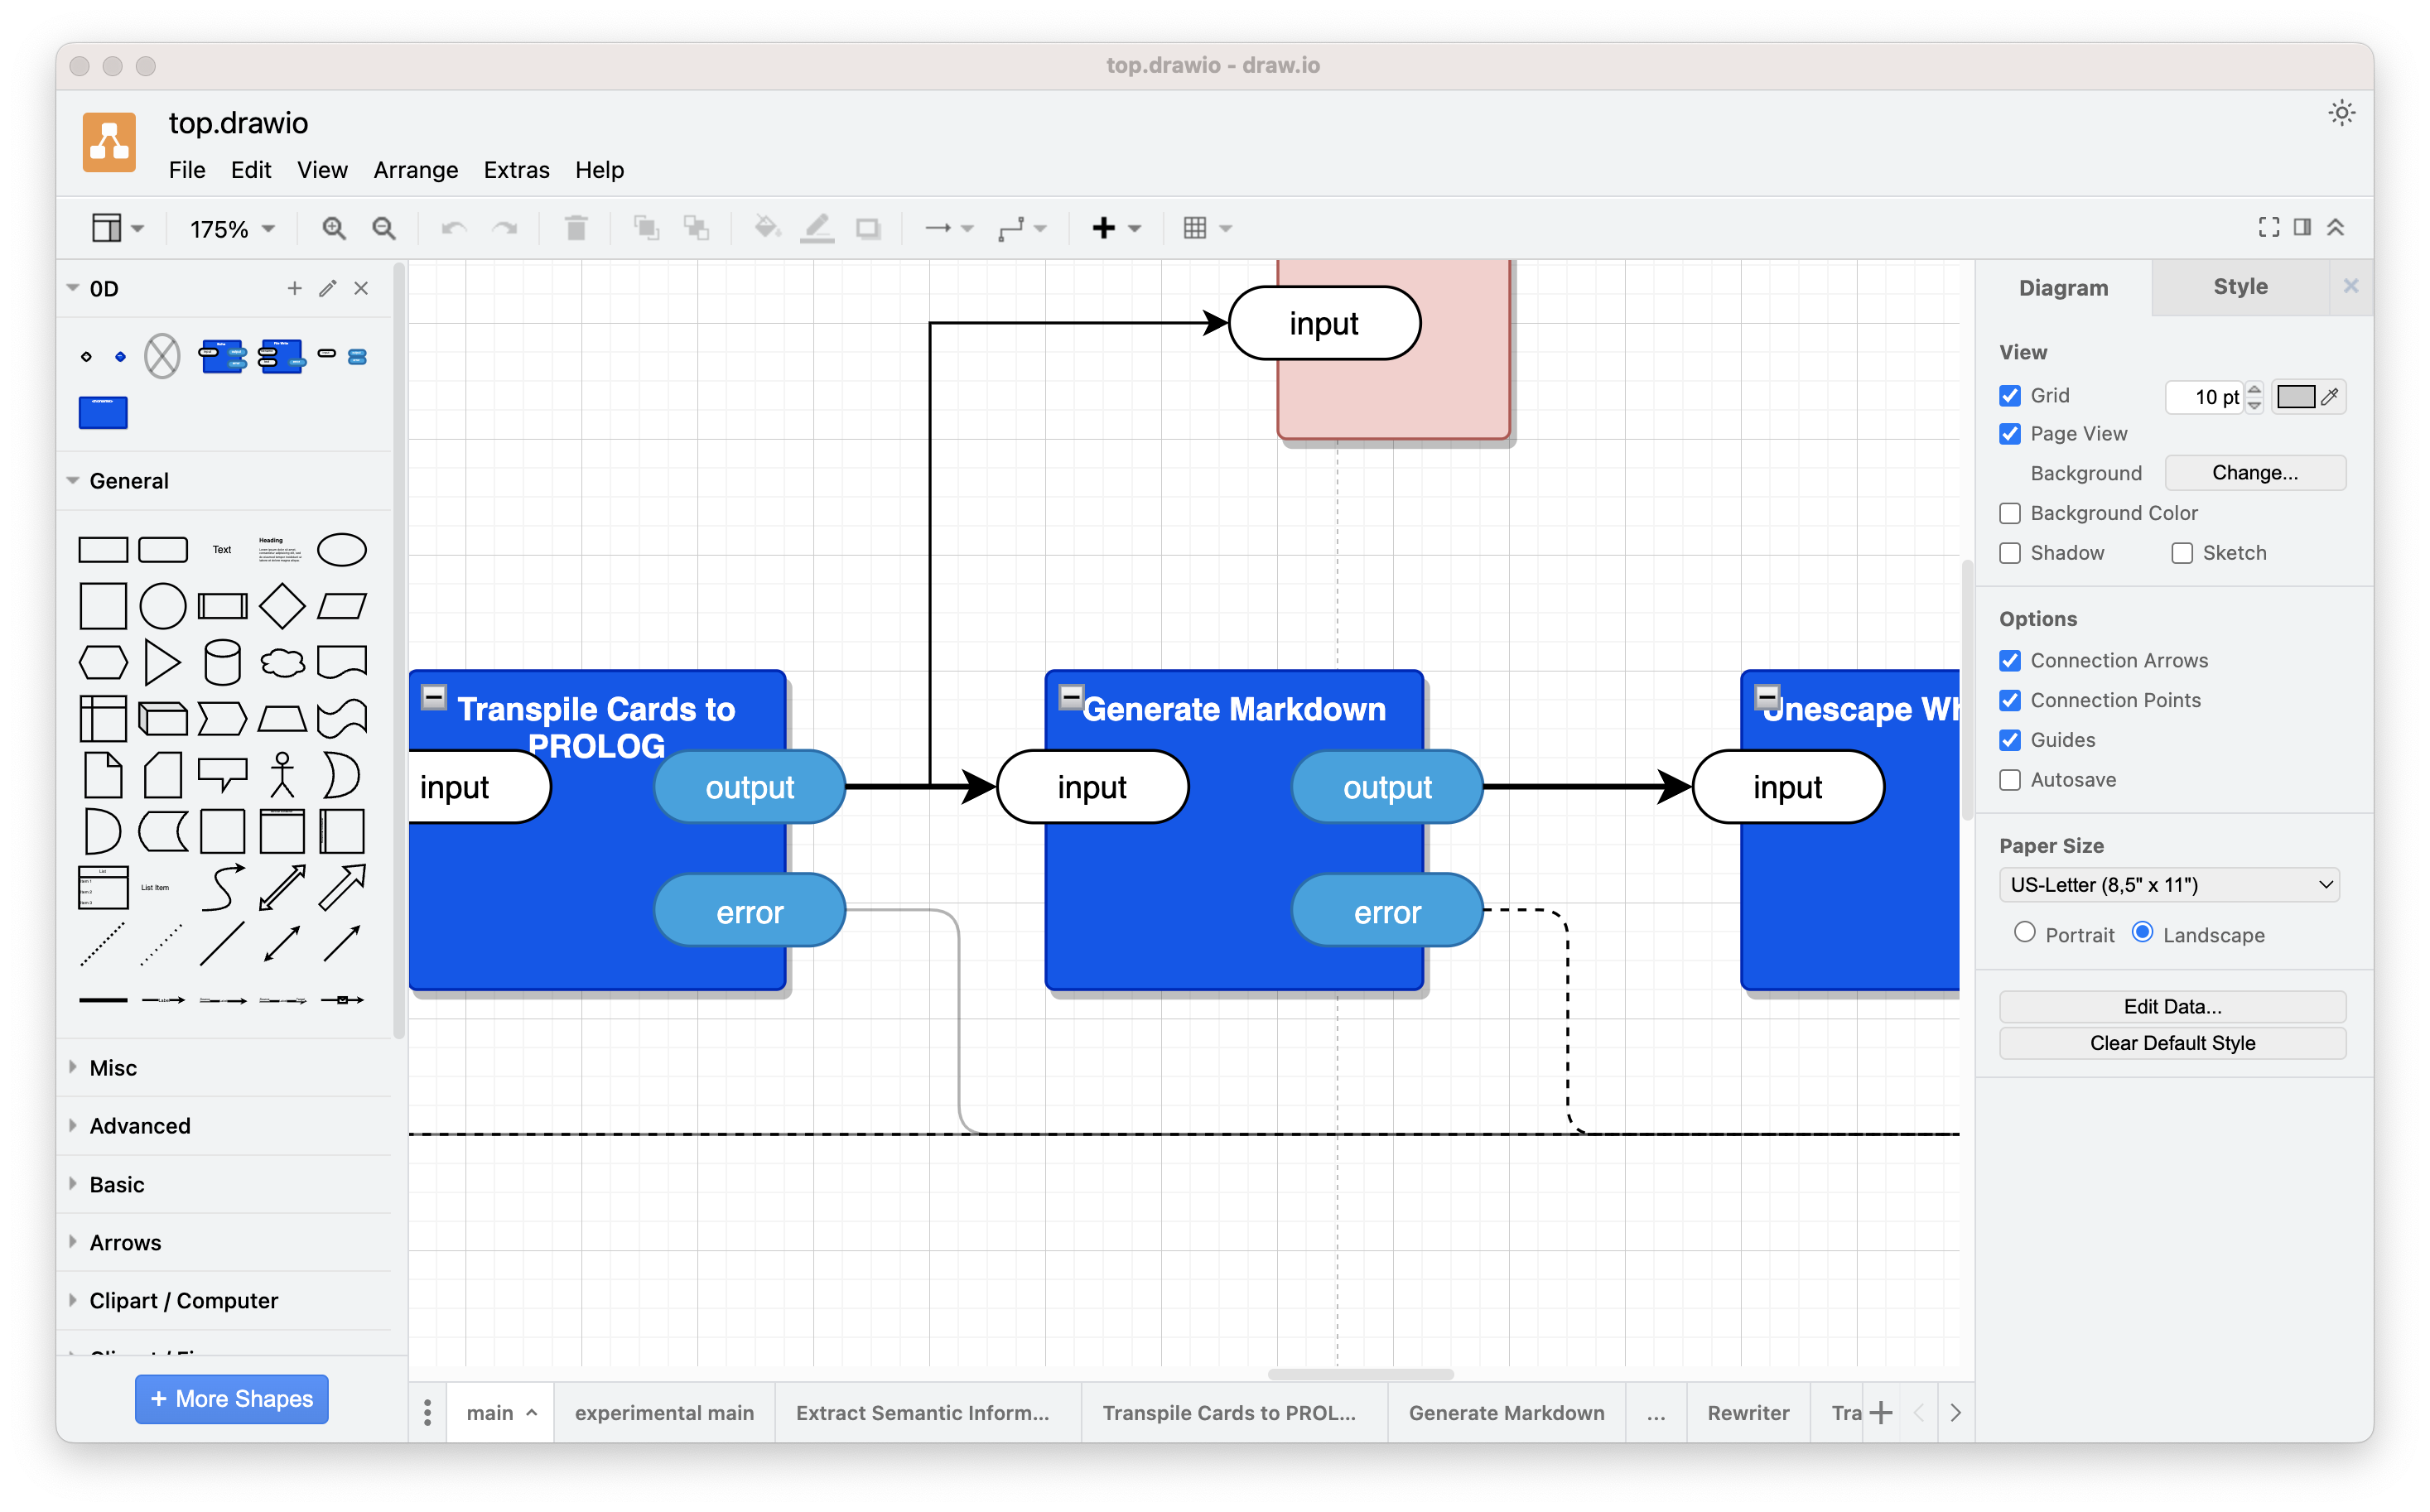 top.drawio - draw.io
top.drawio
File Edit View Arrange Extras Help
175%
0D
General
Text
Heading
List
List Item
Misc
Advanced
Basic
Arrows
Clipart / Computer
+ More Shapes
input
Transpile Cards to
PROLOG
input
output
error
Generate Markdown
input
output
error
Unescape Wh
input
main
experimental main
Extract Semantic Inform...
Transpile Cards to PROL...
Generate Markdown
...
Rewriter
Tra
Diagram
Style
View
Grid
10 pt
Page View
Background
Change...
Background Color
Shadow
Sketch
Options
Connection Arrows
Connection Points
Guides
Autosave
Paper Size
US-Letter (8,5" x 11")
Portrait
Landscape
Edit Data...
Clear Default Style